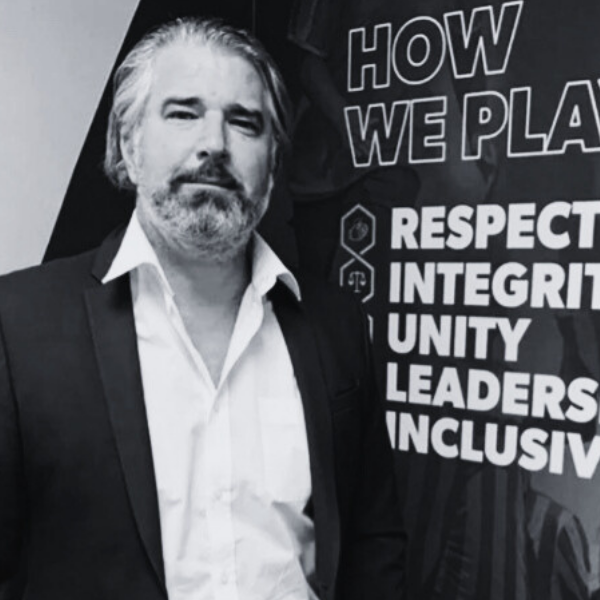 HOW
WE PLA
RESPECT
INTEGRIT
UNITY
LEADERS
INCLUSIV